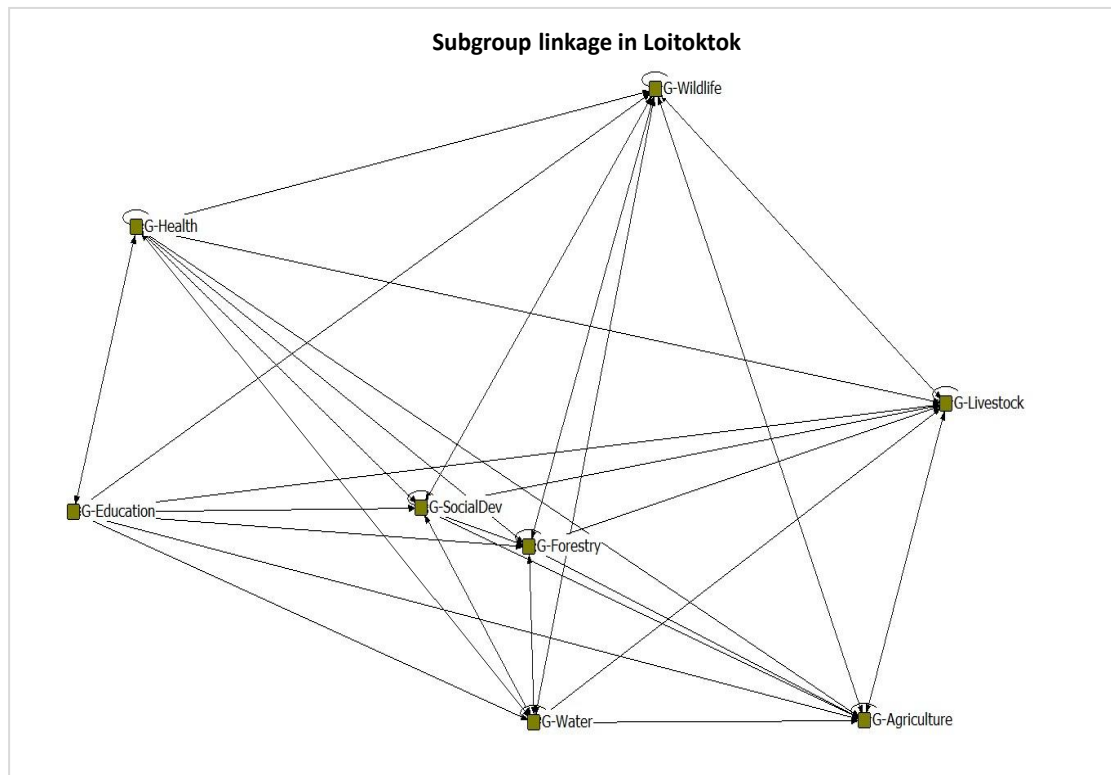 Subgroup linkage in Loitoktok
G-Wildlife
G-Health
G-Livestock
G-Education
G-SocialDev
G-Forestry
G-Water
G-Agriculture